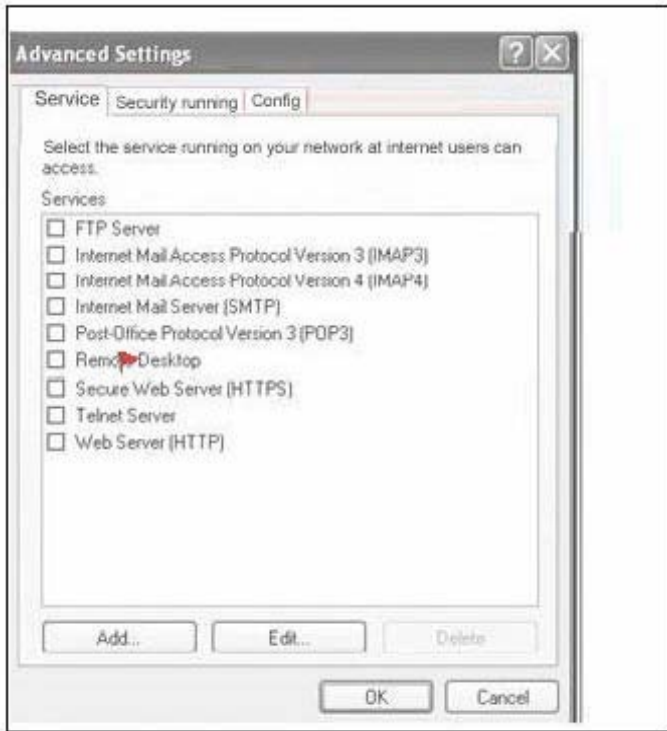 Advanced Settings
Service Security running Config
Select the service running on your network at internet users can
access.
Services
FTP Server
Internet Mail Access Protocol Version 3 (IMAP3)
Internet Mail Access Protocol Version 4 (IMAP4)
Internet Mail Server (SMTP)
Post-Office Protocol Version 3 (POP3)
Desktop
Secure Web Server (HTTPS)
Telnet Server
Web Server (HTTP)
Add... Edit... Delete
OK Cancel